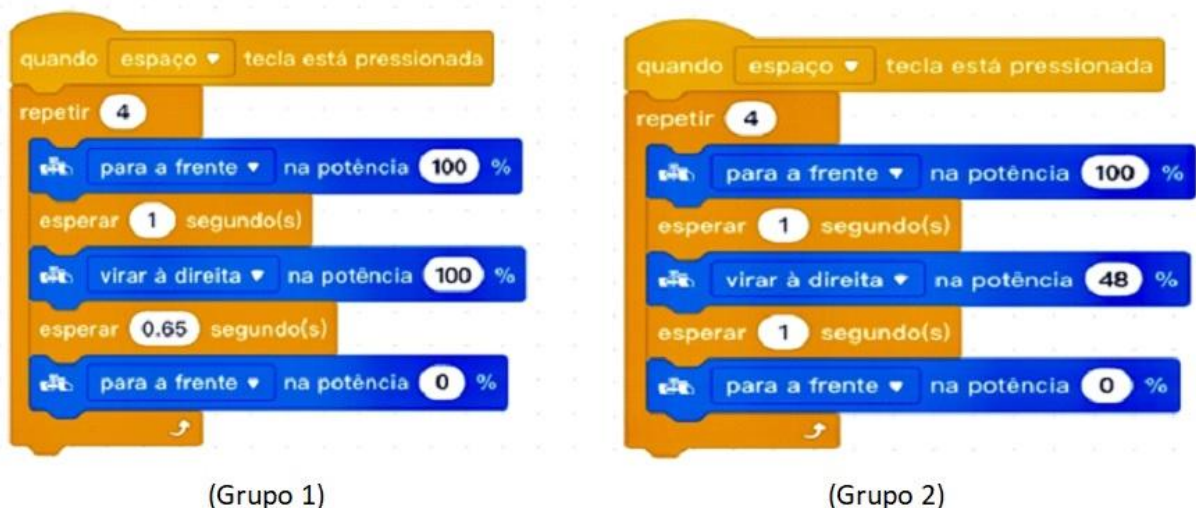 quando espaço tecla está pressionada
repetir 4
para a frente na potência 100 %
esperar 1 segundo(s)
virar à direita na potência 100 %
esperar 0.65 segundo(s)
para a frente na potência 0 %
(Grupo 1)
quando espaço tecla está pressionada
repetir 4
para a frente na potência 100 %
esperar 1 segundo(s)
virar à direita na potência 48 %
esperar 1 segundo(s)
para a frente na potência 0 %
(Grupo 2)